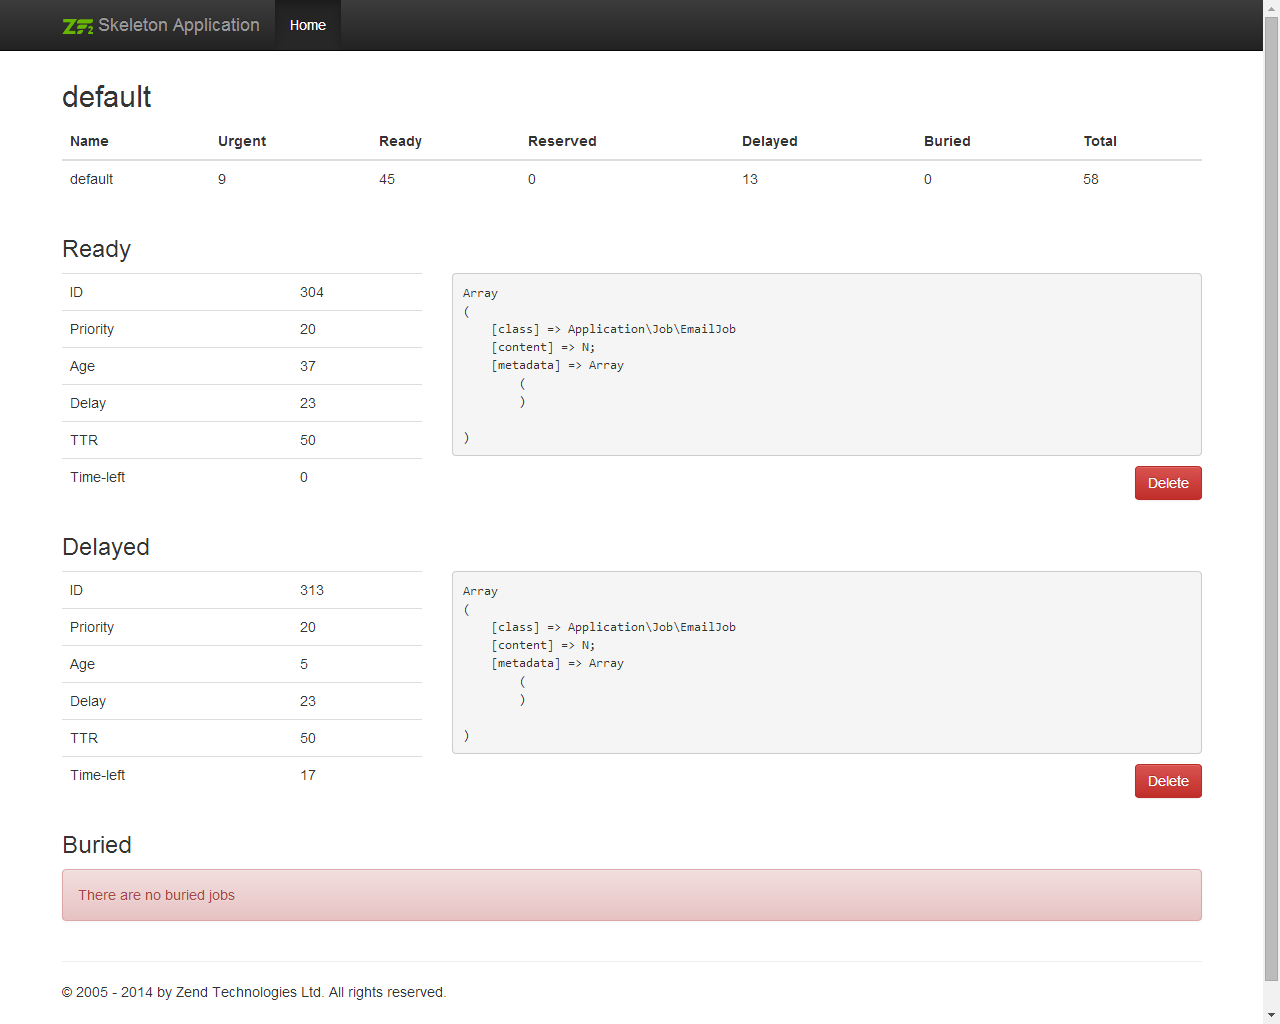 ZF2 Skeleton Application Home
default
Name Urgent Ready Reserved Delayed Buried Total
default 9 45 0 13 0 58
Ready
ID 304
Priority 20
Age 37
Delay 23
TTR 50
Time-left 0
Array
(
    [class] => Application\Job\EmailJob
    [content] => N;
    [metadata] => Array
        (
        )

)
Delete
Delayed
ID 313
Priority 20
Age 5
Delay 23
TTR 50
Time-left 17
Array
(
    [class] => Application\Job\EmailJob
    [content] => N;
    [metadata] => Array
        (
        )

)
Delete
Buried
There are no buried jobs
© 2005 - 2014 by Zend Technologies Ltd. All rights reserved.